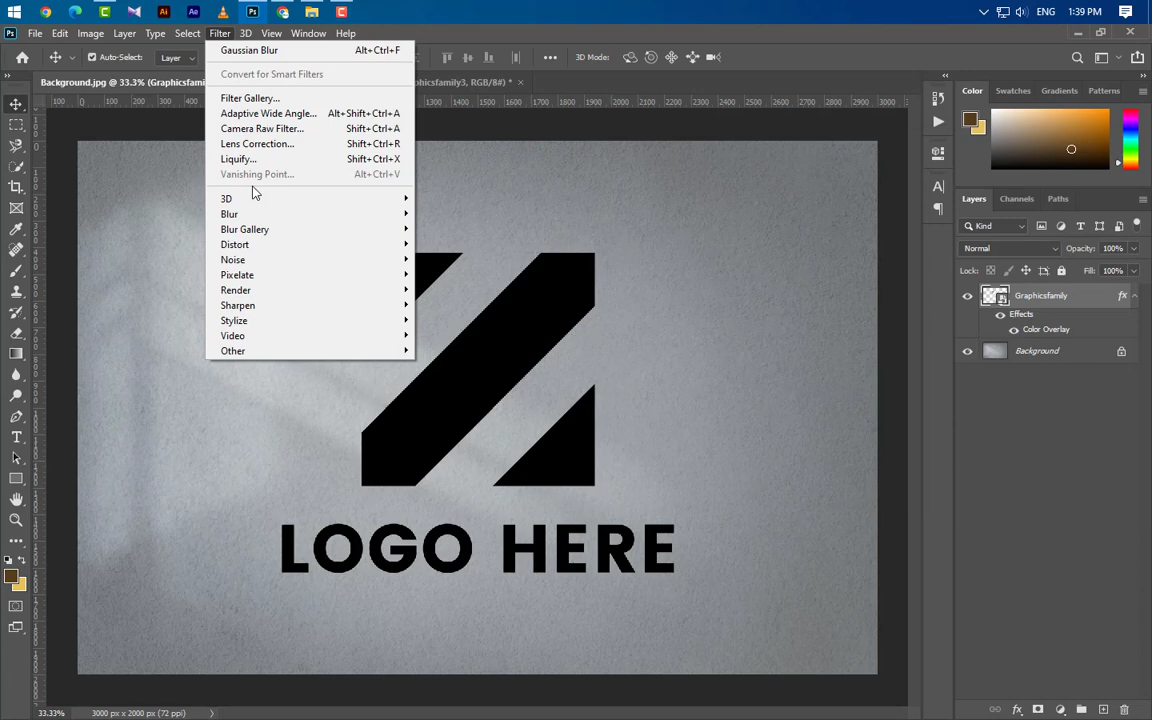 ENG
1:39 PM
File Edit Image Layer Type Select Filter 3D View Window Help
Auto-Select: Layer
3D Mode:
Background.jpg @ 33.3% (Graphicsfamily
raphicsfamily3, RGB/8#) *
Gaussian Blur Alt+Ctrl+F
Convert for Smart Filters
Filter Gallery...
Adaptive Wide Angle... Alt+Shift+Ctrl+A
Camera Raw Filter... Shift+Ctrl+A
Lens Correction... Shift+Ctrl+R
Liquify... Shift+Ctrl+X
Vanishing Point... Alt+Ctrl+V
3D
Blur
Blur Gallery
Distort
Noise
Pixelate
Render
Sharpen
Stylize
Video
Other
LOGO HERE
Color Swatches Gradients Patterns
Layers Channels Paths
Kind
Normal Opacity: 100%
Lock: Fill: 100%
Graphicsfamily fx
Effects
Color Overlay
Background
33.33% 3000 px x 2000 px (72 ppi)